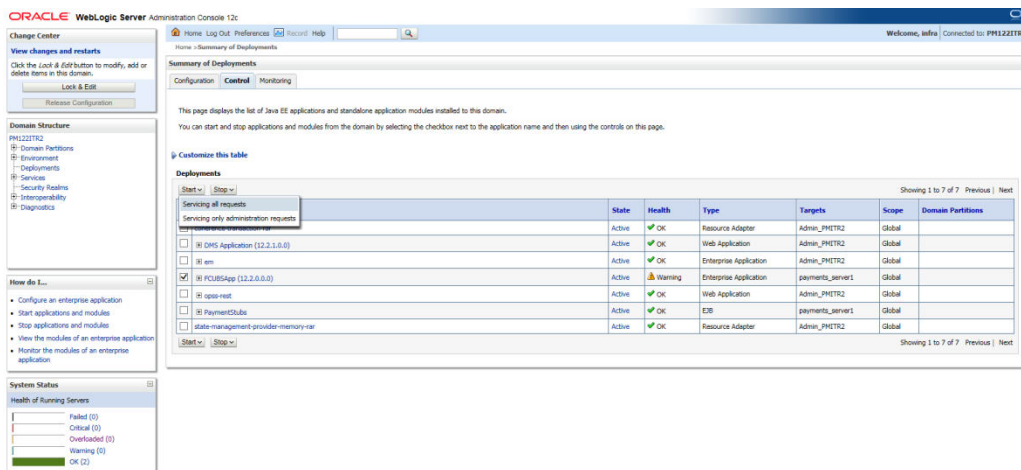 ORACLE WebLogic Server Administration Console 12c
Change Center
View changes and restarts
Click the Lock & Edit button to modify, add or
delete items in this domain.
Lock & Edit
Release Configuration
Domain Structure
PM122ITR2
Domain Partitions
Environment
Deployments
Services
Security Realms
Interoperability
Diagnostics
How do I...
Configure an enterprise application
Start applications and modules
Stop applications and modules
View the modules of an enterprise application
Monitor the modules of an enterprise
application
System Status
Health of Running Servers
Failed (0)
Critical (0)
Overloaded (0)
Warning (0)
OK (2)
Home Log Out Preferences Record Help
Welcome, infra Connected to: PM122ITR
Home >Summary of Deployments
Summary of Deployments
Configuration Control Monitoring
This page displays the list of Java EE applications and standalone application modules installed to this domain.
You can start and stop applications and modules from the domain by selecting the checkbox next to the application name and then using the controls on this page.
Customize this table
Deployments
Start Stop Showing 1 to 7 of 7 Previous | Next
Servicing all requests
Servicing only administration requests
State Health Type Targets Scope Domain Partitions
coherence-transaction-rar Active OK Resource Adapter Admin_PMITR2 Global
DMS Application (12.2.1.0.0) Active OK Web Application Admin_PMITR2 Global
em Active OK Enterprise Application Admin_PMITR2 Global
FCUBSApp (12.2.0.0.0) Active Warning Enterprise Application payments_server1 Global
opss-rest Active OK Web Application Admin_PMITR2 Global
PaymentStubs Active OK EJB payments_server1 Global
state-management-provider-memory-rar Active OK Resource Adapter Admin_PMITR2 Global
Start Stop Showing 1 to 7 of 7 Previous | Next